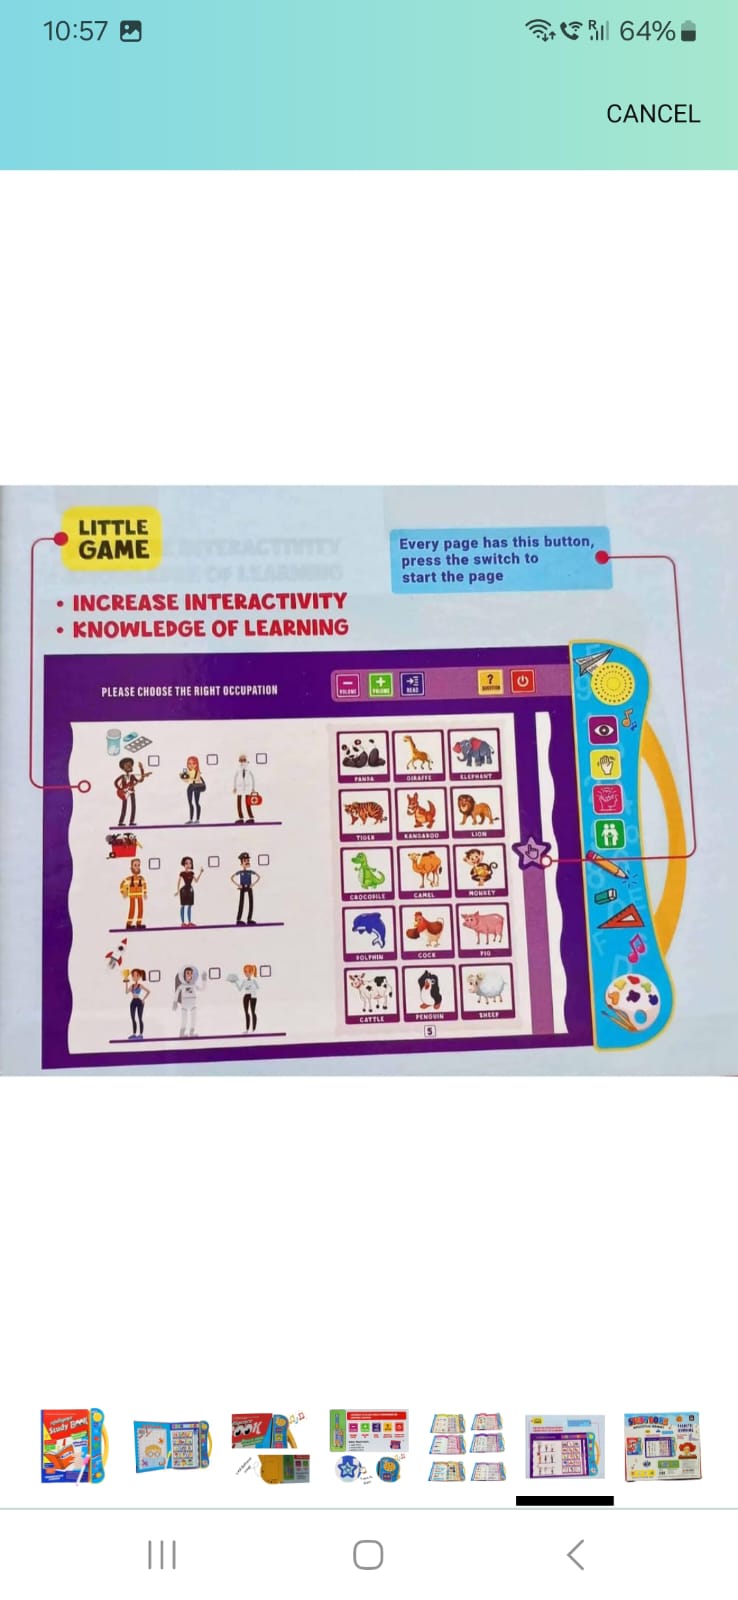 10:57
64%
CANCEL
LITTLE
GAME
Every page has this button,
press the switch to
start the page
• INCREASE INTERACTIVITY
• KNOWLEDGE OF LEARNING
PLEASE CHOOSE THE RIGHT OCCUPATION
VOLUME
VOLUME
READ
?
QUESTION
PANDA
GIRAFFE
ELEPHANT
TIGER
KANGAROO
LION
CROCODILE
CAMEL
MONKEY
DOLPHIN
COCK
PIG
CATTLE
PENGUIN
SHEEP
5
Study Book